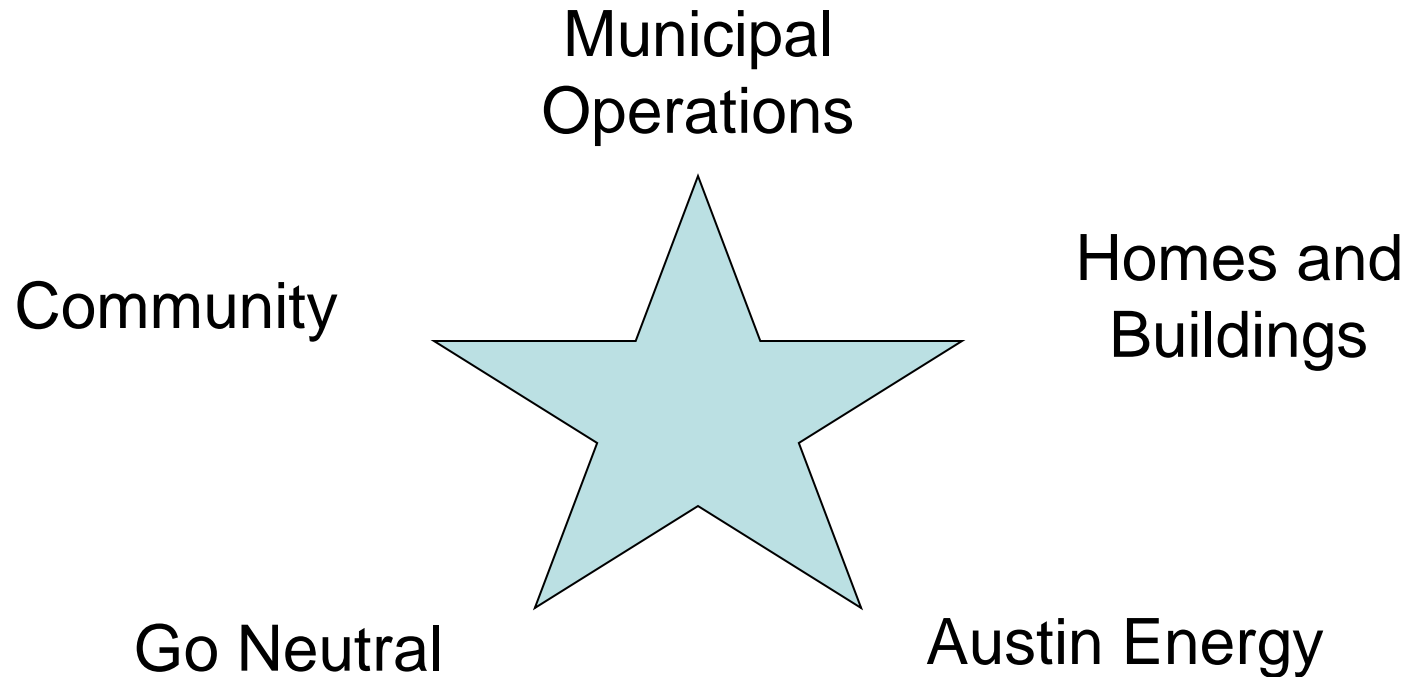 Municipal
Operations
Homes and
Buildings
Community
Go Neutral
Austin Energy